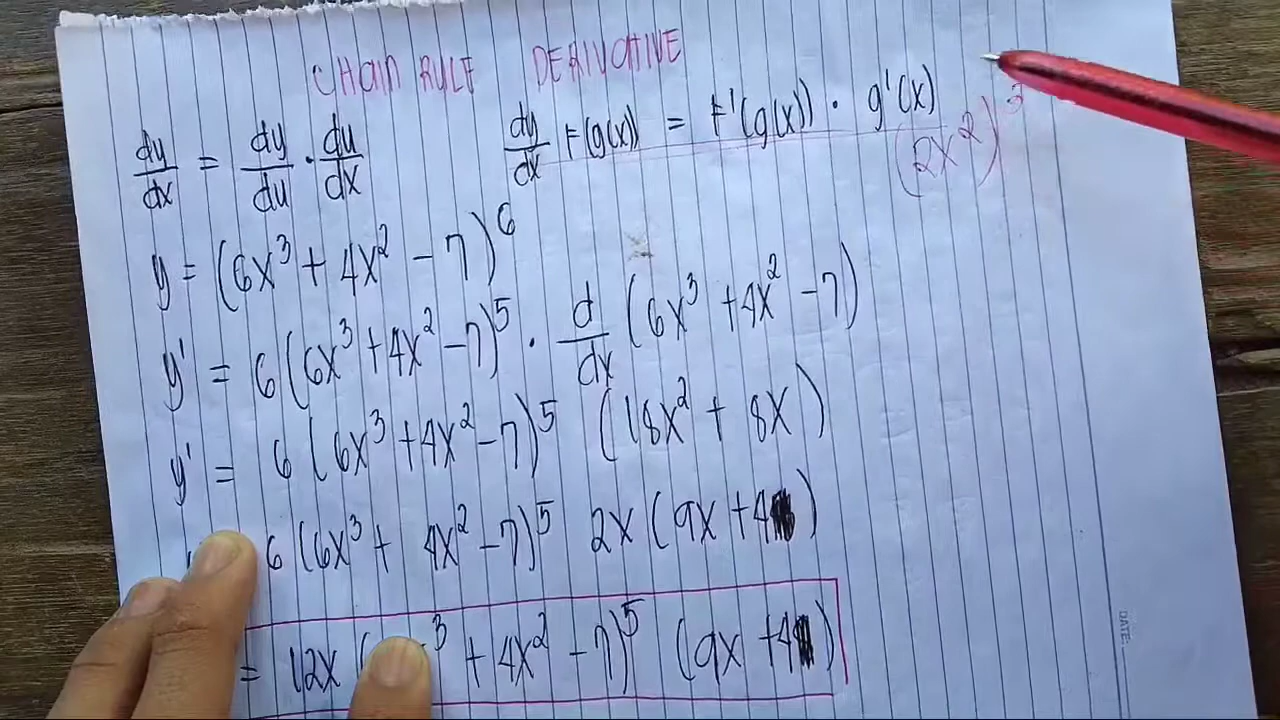 CHAIN RULE DERIVATIVE
dy/dx = dy/du · du/dx
dy/dx F(g(x)) = F'(g(x)) · g'(x)
(2x²)³
y = (6x³ + 4x² - 7)⁶
y' = 6(6x³ + 4x² - 7)⁵ · d/dx (6x³ + 4x² - 7)
y' = 6 (6x³ + 4x² - 7)⁵ (18x² + 8x)
6 (6x³ + 4x² - 7)⁵ 2x (9x + 4)
= 12x ( ³ + 4x² - 7)⁵ (9x + 4)
DATE: